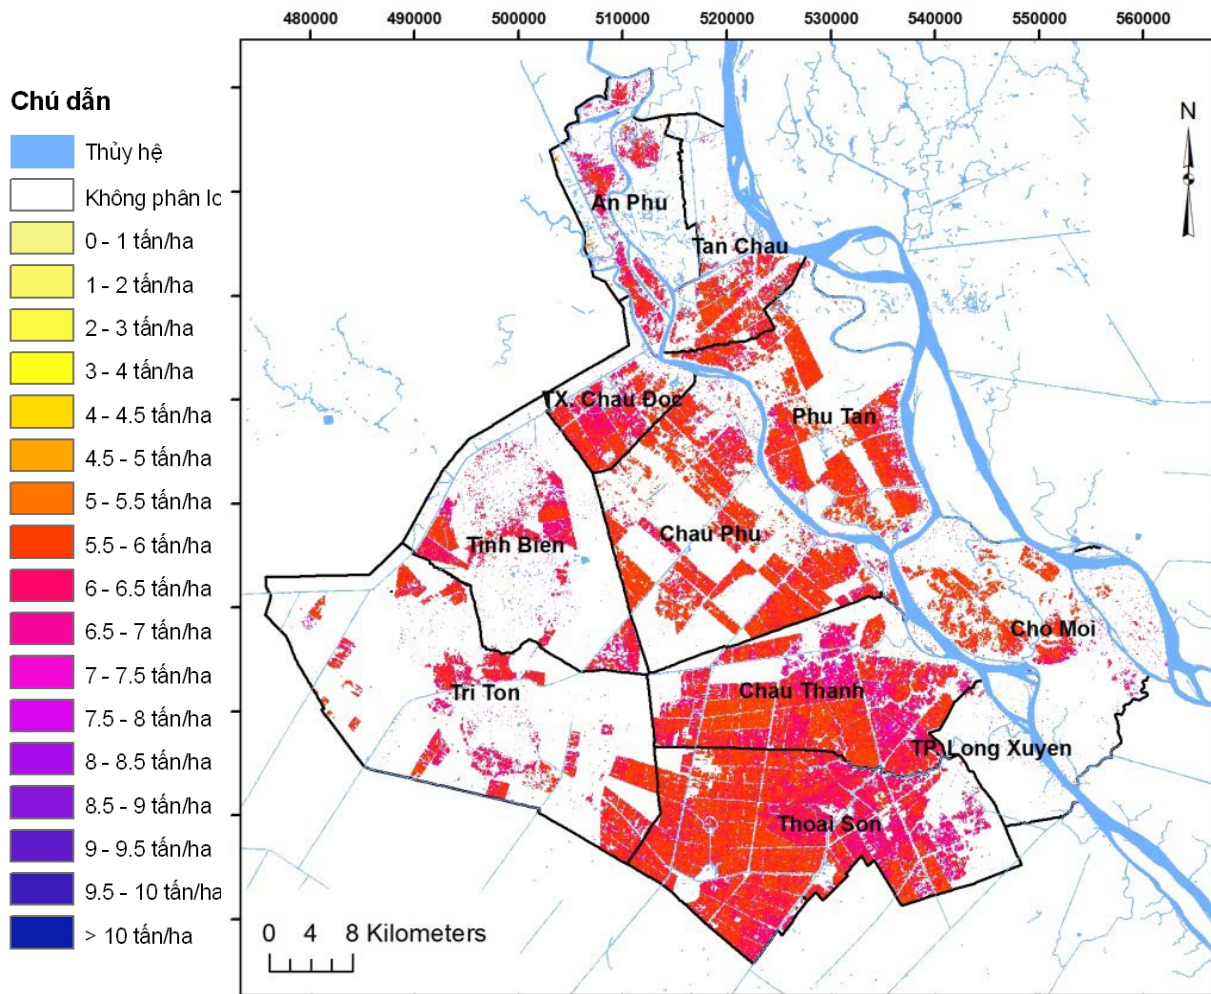 480000 490000 500000 510000 520000 530000 540000 550000 560000
Chú dẫn
Thủy hệ
Không phân lo
0 - 1 tấn/ha
1 - 2 tấn/ha
2 - 3 tấn/ha
3 - 4 tấn/ha
4 - 4.5 tấn/ha
4.5 - 5 tấn/ha
5 - 5.5 tấn/ha
5.5 - 6 tấn/ha
6 - 6.5 tấn/ha
6.5 - 7 tấn/ha
7 - 7.5 tấn/ha
7.5 - 8 tấn/ha
8 - 8.5 tấn/ha
8.5 - 9 tấn/ha
9 - 9.5 tấn/ha
9.5 - 10 tấn/ha
> 10 tấn/ha
N
An Phu
Tan Chau
TX. Chau Đoc
Phu Tan
Chau Phu
Tinh Bien
Cho Moi
Tri Ton
Chau Thanh
TP. Long Xuyen
Thoai Son
0 4 8 Kilometers